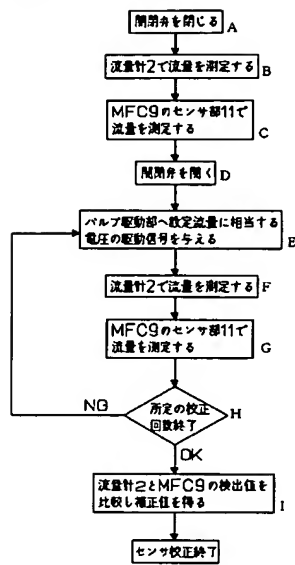 開閉弁を閉じる
A
流量計2で流量を測定する
B
MFC9のセンサ部11で
流量を測定する
C
開閉弁を開く
D
バルブ駆動部へ設定流量に相当する
電圧の駆動信号を与える
E
流量計2で流量を測定する
F
MFC9のセンサ部11で
流量を測定する
G
所定の校正
回数終了
H
NG
OK
流量計2とMFC9の検出値を
比較し補正値を得る
I
センサ校正終了